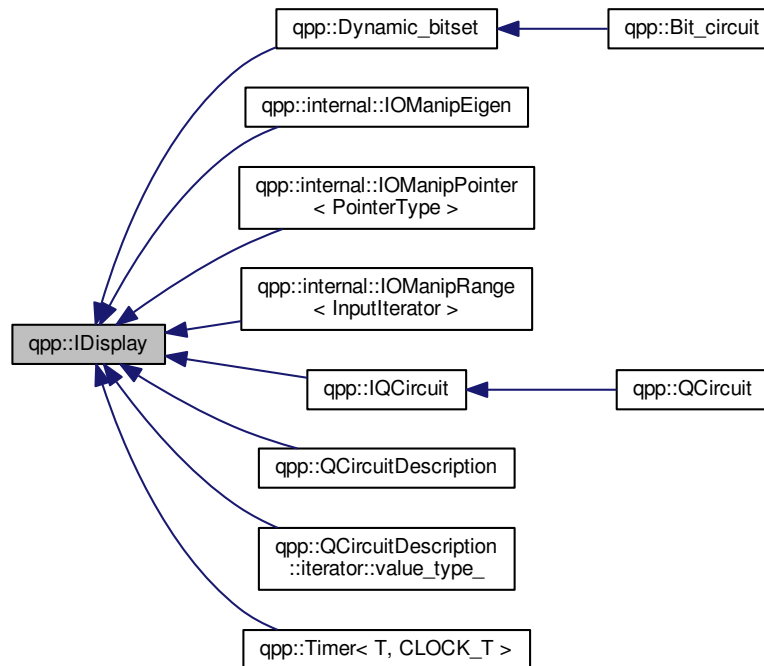 qpp::Dynamic_bitset
qpp::Bit_circuit
qpp::internal::IOManipEigen
qpp::internal::IOManipPointer
< PointerType >
qpp::internal::IOManipRange
< InputIterator >
qpp::IDisplay
qpp::IQCircuit
qpp::QCircuit
qpp::QCircuitDescription
qpp::QCircuitDescription
::iterator::value_type_
qpp::Timer< T, CLOCK_T >